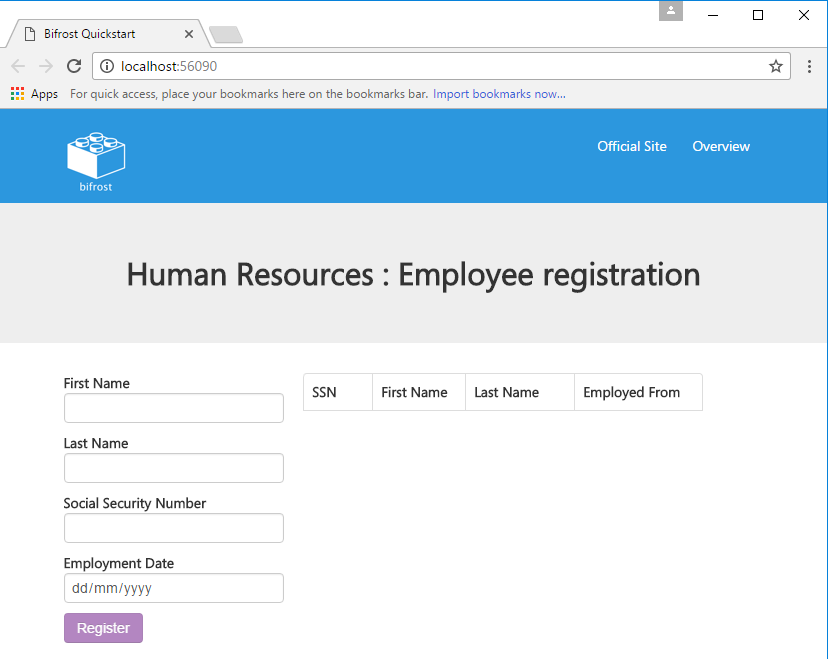 Bifrost Quickstart
localhost:56090
Apps For quick access, place your bookmarks here on the bookmarks bar. Import bookmarks now...
Official Site Overview
bifrost
Human Resources : Employee registration
First Name
Last Name
Social Security Number
Employment Date
dd/mm/yyyy
Register
SSN First Name Last Name Employed From